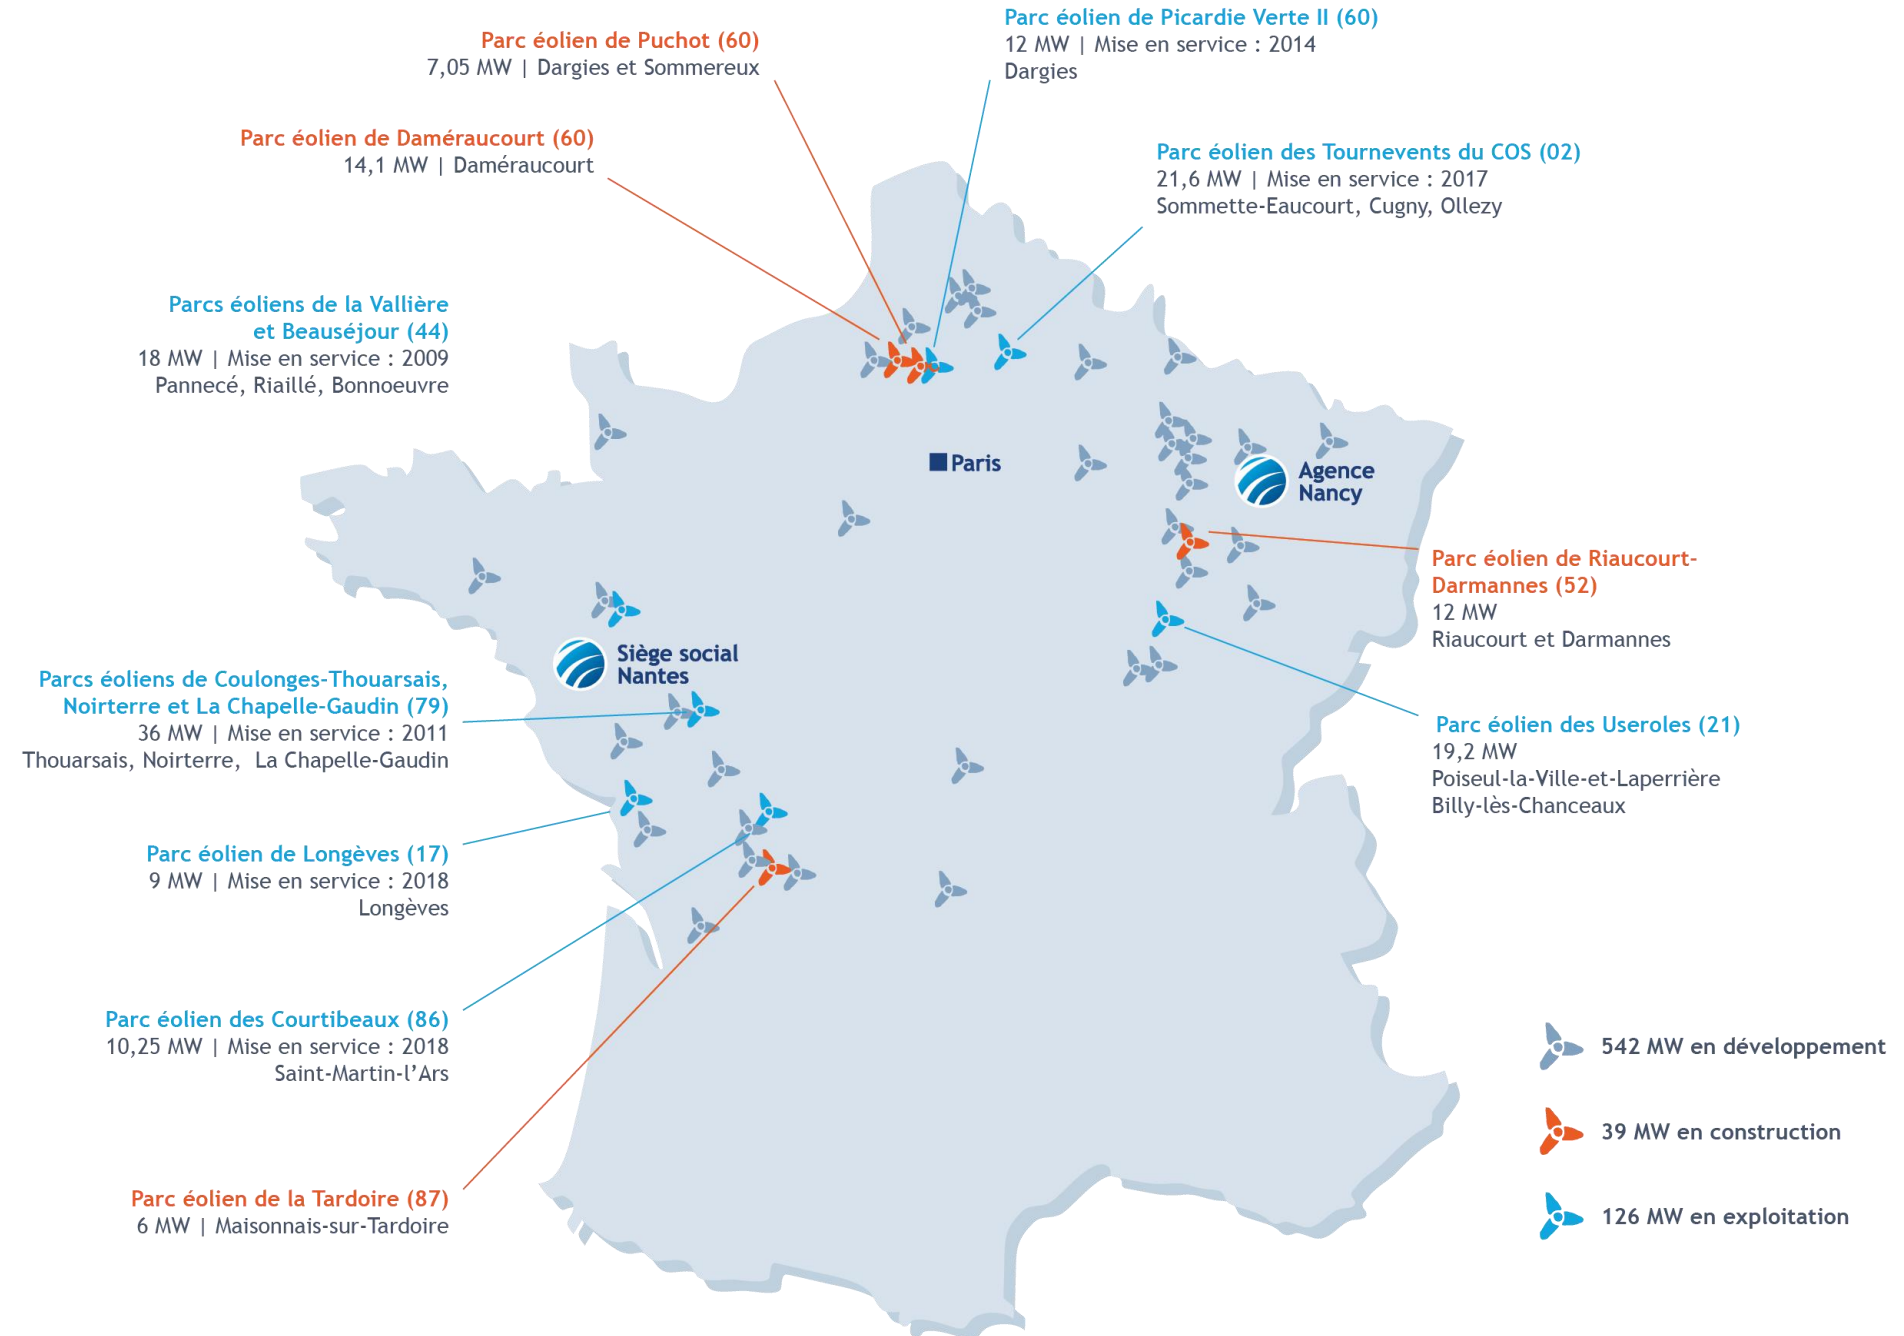 Parc éolien de Picardie Verte II (60)
12 MW | Mise en service : 2014
Dargies
Parc éolien de Puchot (60)
7,05 MW | Dargies et Sommereux
Parc éolien de Daméraucourt (60)
14,1 MW | Daméraucourt
Parc éolien des Tournevents du COS (02)
21,6 MW | Mise en service : 2017
Sommette-Eaucourt, Cugny, Ollezy
Parcs éoliens de la Vallière
et Beauséjour (44)
18 MW | Mise en service : 2009
Pannecé, Riaillé, Bonnoeuvre
Paris
Agence
Nancy
Parc éolien de Riaucourt-
Darmannes (52)
12 MW
Riaucourt et Darmannes
Siège social
Nantes
Parcs éoliens de Coulonges-Thouarsais,
Noirterre et La Chapelle-Gaudin (79)
36 MW | Mise en service : 2011
Thouarsais, Noirterre, La Chapelle-Gaudin
Parc éolien des Useroles (21)
19,2 MW
Poiseul-la-Ville-et-Laperrière
Billy-lès-Chanceaux
Parc éolien de Longèves (17)
9 MW | Mise en service : 2018
Longèves
Parc éolien des Courtibeaux (86)
10,25 MW | Mise en service : 2018
Saint-Martin-l'Ars
Parc éolien de la Tardoire (87)
6 MW | Maisonnais-sur-Tardoire
542 MW en développement
39 MW en construction
126 MW en exploitation